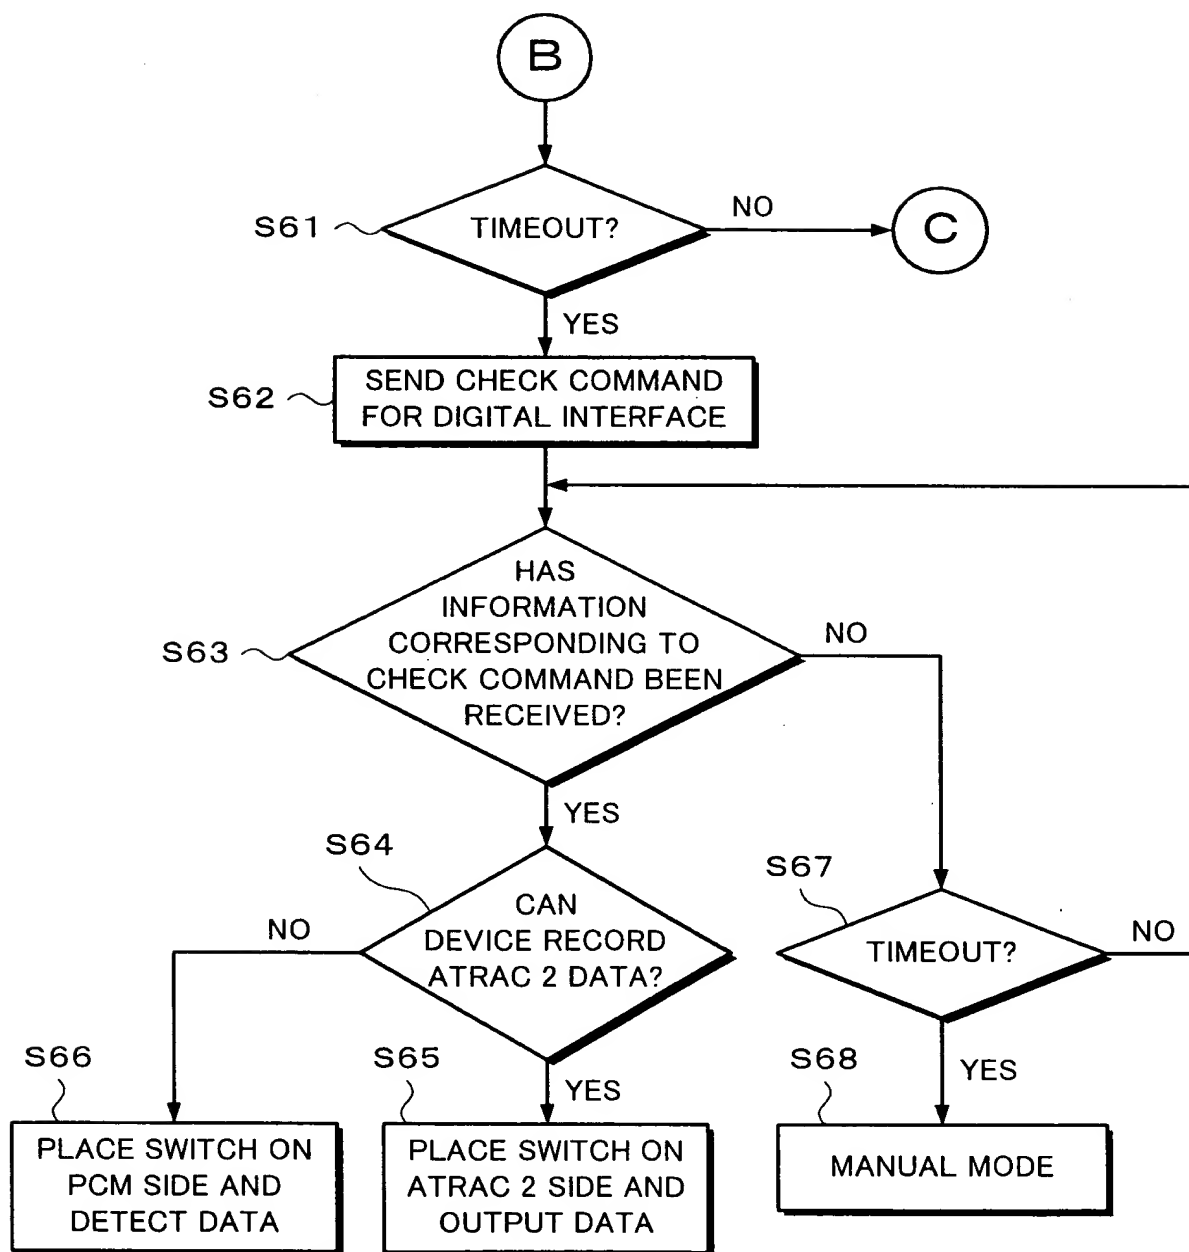 B
S61
TIMEOUT?
NO
C
YES
S62
SEND CHECK COMMAND
FOR DIGITAL INTERFACE
S63
HAS
INFORMATION
CORRESPONDING TO
CHECK COMMAND BEEN
RECEIVED?
NO
YES
S64
CAN
DEVICE RECORD
ATRAC 2 DATA?
NO
S67
TIMEOUT?
NO
S66
PLACE SWITCH ON
PCM SIDE AND
DETECT DATA
S65
YES
PLACE SWITCH ON
ATRAC 2 SIDE AND
OUTPUT DATA
S68
YES
MANUAL MODE